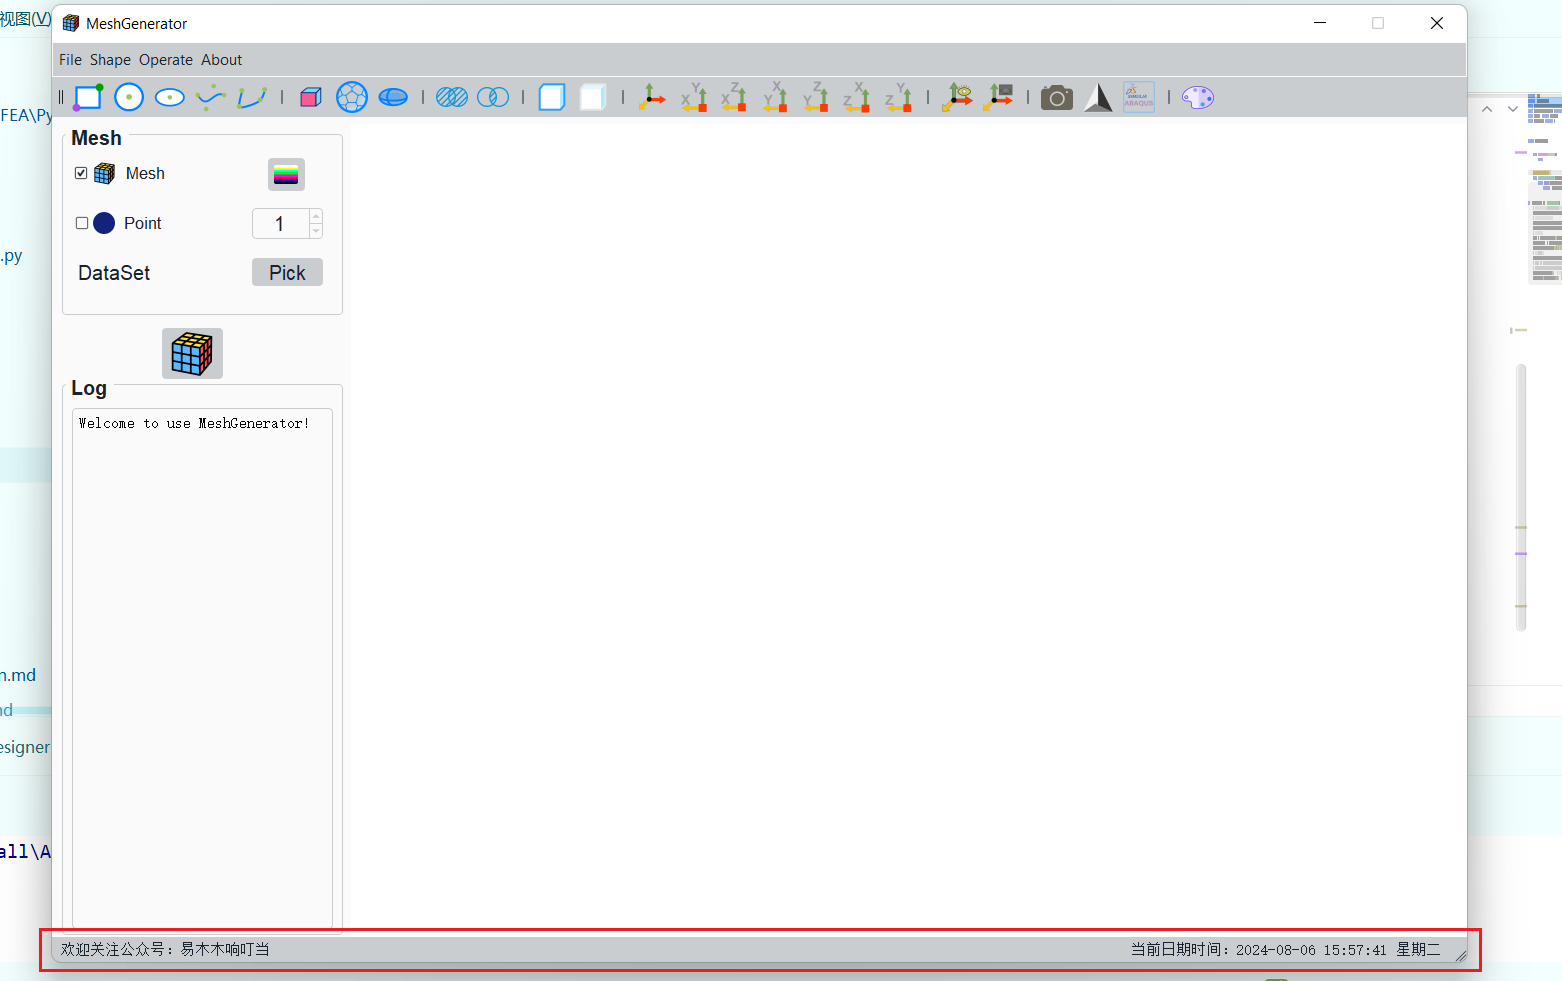 视图(V)
MeshGenerator
File Shape Operate About
FEA\Py
Mesh
Mesh
Point 1
.py
DataSet Pick
Log
Welcome to use MeshGenerator!
n.md
nd
esigner
all\A
欢迎关注公众号：易木木响叮当
当前日期时间：2024-08-06 15:57:41 星期二